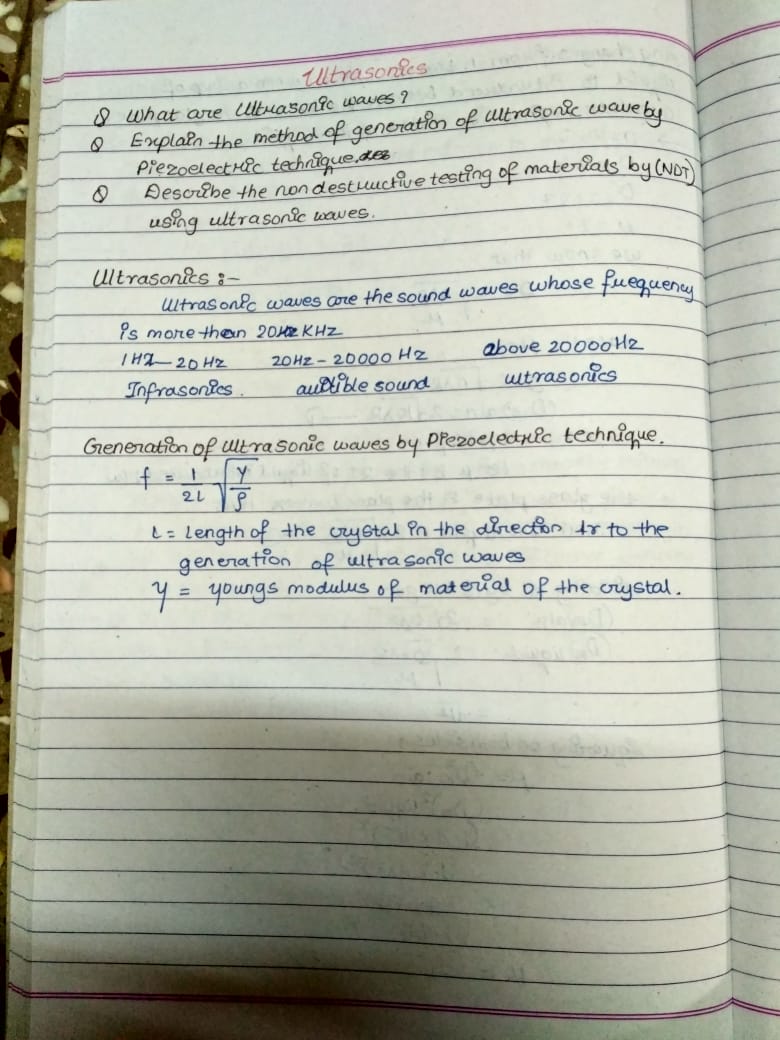 Ultrasonics
Q What are Ultrasonic waves?
Q Explain the method of generation of ultrasonic wave by
Piezoelectric technique.
Q Describe the non destructive testing of materials by (NDT)
using ultrasonic waves.
Ultrasonics :-
Ultrasonic waves are the sound waves whose frequency
is more than 20 KHZ
1HZ - 20 HZ 20HZ - 20000 HZ above 20000HZ
Infrasonics. audible sound ultrasonics
Generation of ultrasonic waves by Piezoelectric technique.
f = 1/2l √Y/ρ
l = Length of the crystal in the direction ⊥r to the
generation of ultrasonic waves
Y = youngs modulus of material of the crystal.